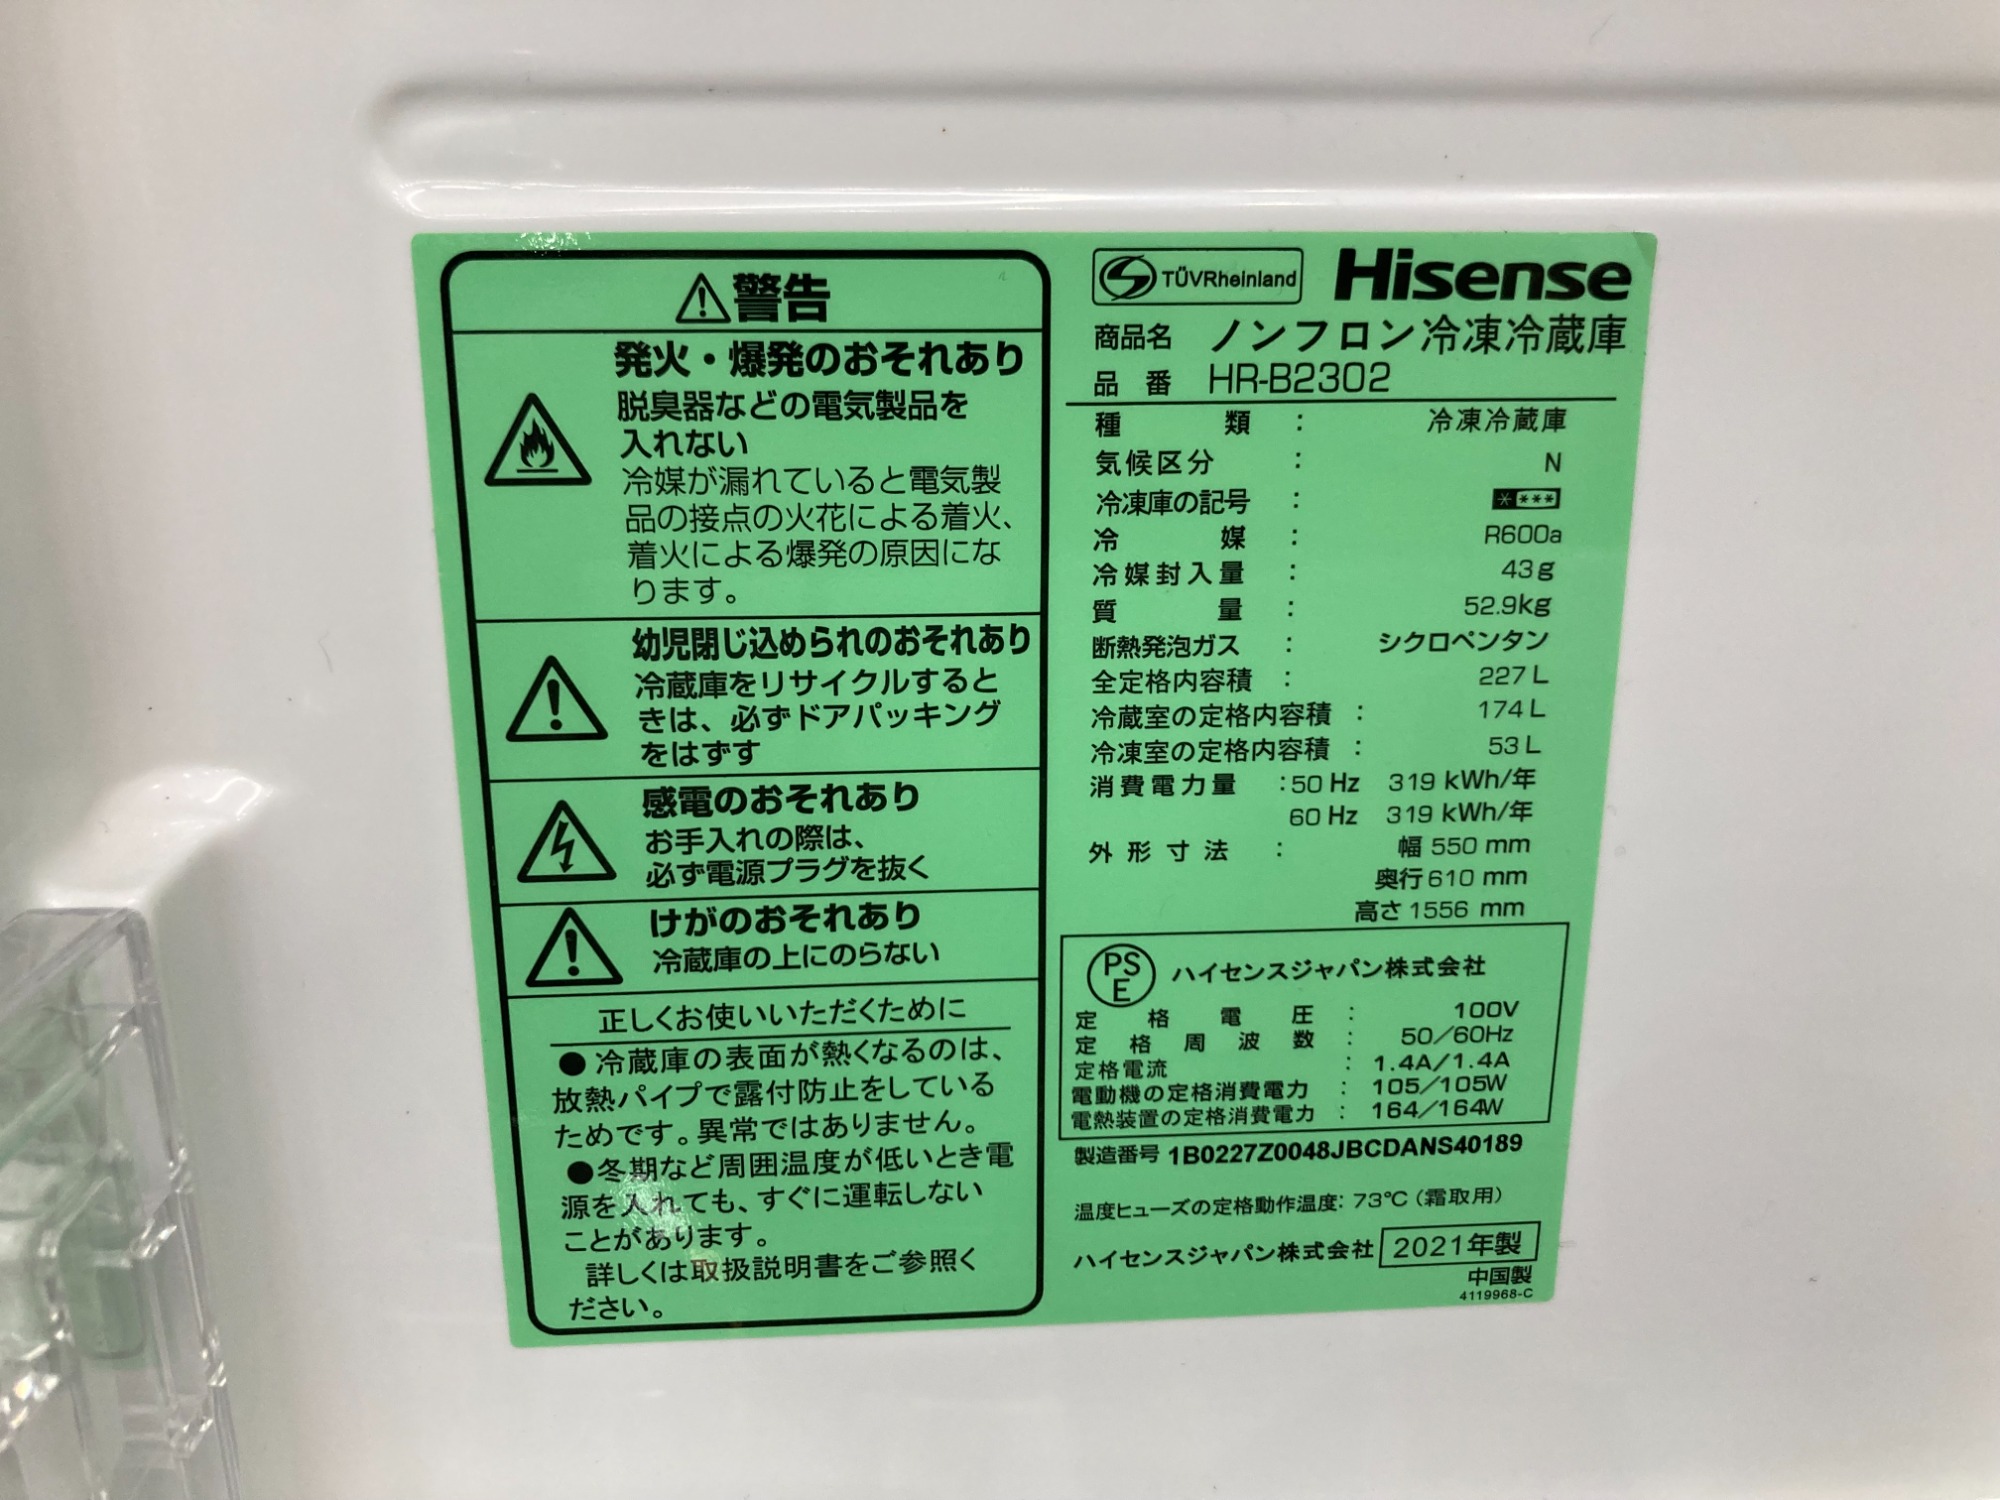 警告
発火・爆発のおそれあり
脱臭器などの電気製品を
入れない
冷媒が漏れていると電気製
品の接点の火花による着火、
着火による爆発の原因にな
ります。
幼児閉じ込められのおそれあり
冷蔵庫をリサイクルすると
きは、必ずドアパッキング
をはずす
感電のおそれあり
お手入れの際は、
必ず電源プラグを抜く
けがのおそれあり
冷蔵庫の上にのらない
正しくお使いいただくために
●冷蔵庫の表面が熱くなるのは、
放熱パイプで露付防止をしている
ためです。異常ではありません。
●冬期など周囲温度が低いとき電
源を入れても、すぐに運転しない
ことがあります。
詳しくは取扱説明書をご参照く
ださい。
TÜVRheinland Hisense
商品名 ノンフロン冷凍冷蔵庫
品番 HR-B2302
種類 : 冷凍冷蔵庫
気候区分 : N
冷凍庫の記号 : * ***
冷媒 : R600a
冷媒封入量 : 43g
質量 : 52.9kg
断熱発泡ガス : シクロペンタン
全定格内容積 : 227L
冷蔵室の定格内容積 : 174L
冷凍室の定格内容積 : 53L
消費電力量 :50Hz 319kWh/年
60Hz 319kWh/年
外形寸法 : 幅 550 mm
奥行610 mm
高さ1556 mm
PSE ハイセンスジャパン株式会社
定格電圧 : 100V
定格周波数 : 50/60Hz
定格電流 : 1.4A/1.4A
電動機の定格消費電力 : 105/105W
電熱装置の定格消費電力 : 164/164W
製造番号 1B0227Z0048JBCDANS40189
温度ヒューズの定格動作温度: 73℃(霜取用)
ハイセンスジャパン株式会社 2021年製
中国製
4119968-C